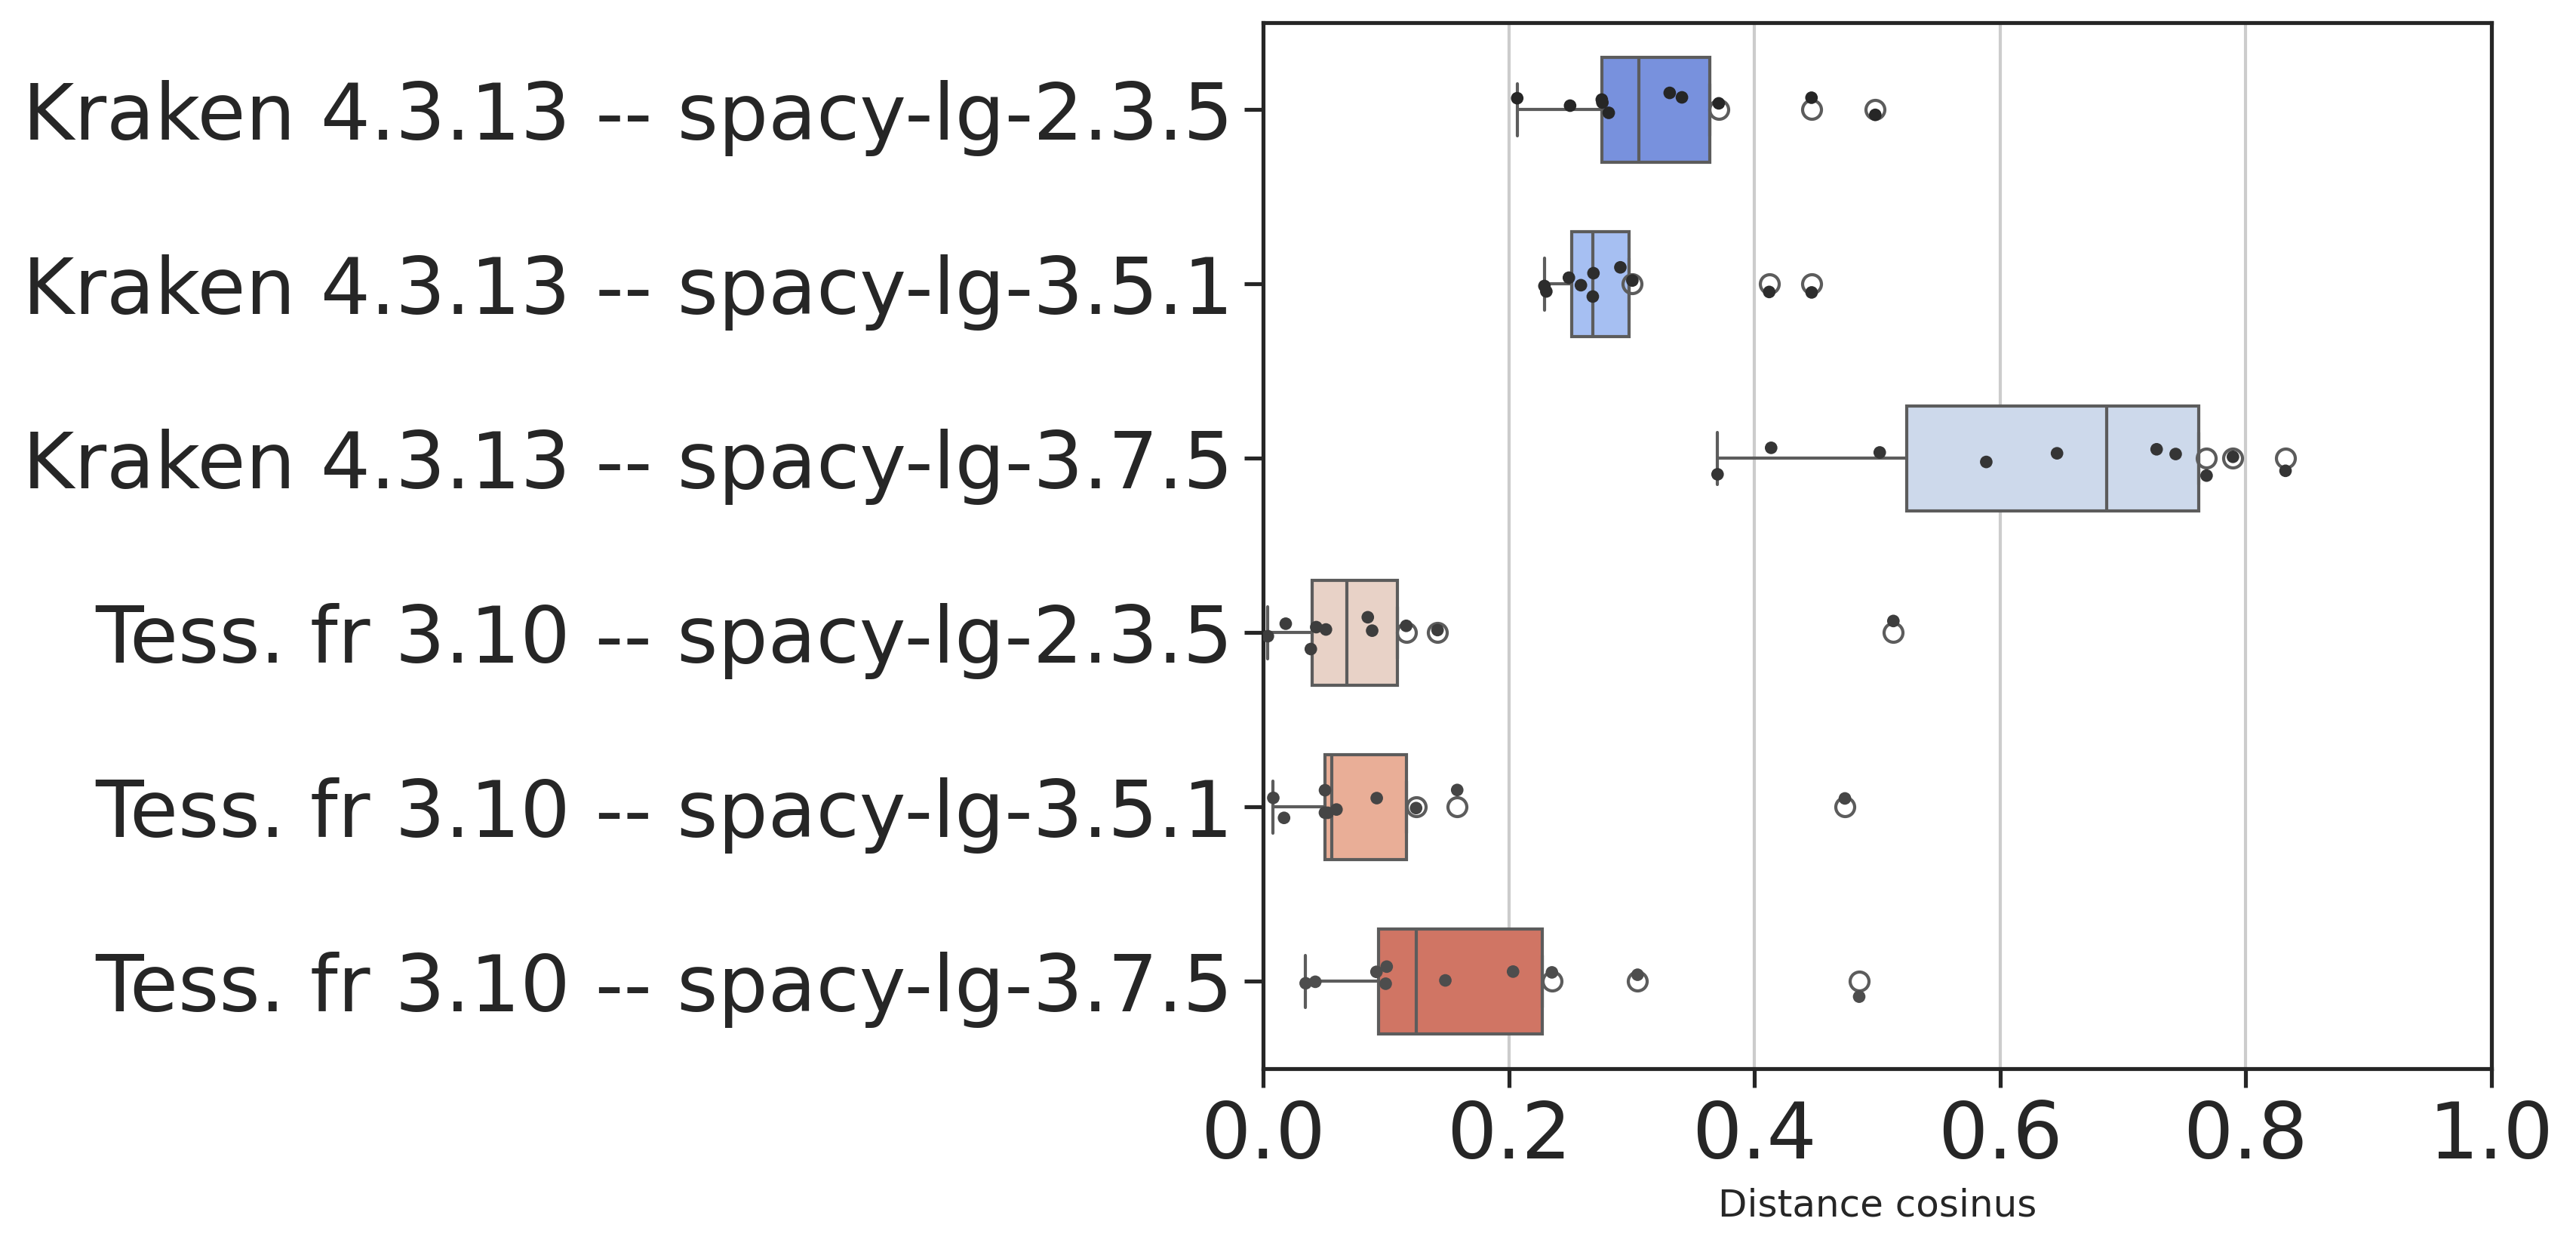 Kraken 4.3.13 -- spacy-lg-2.3.5
Kraken 4.3.13 -- spacy-lg-3.5.1
Kraken 4.3.13 -- spacy-lg-3.7.5
Tess. fr 3.10 -- spacy-lg-2.3.5
Tess. fr 3.10 -- spacy-lg-3.5.1
Tess. fr 3.10 -- spacy-lg-3.7.5
0.0 0.2 0.4 0.6 0.8 1.0
Distance cosinus